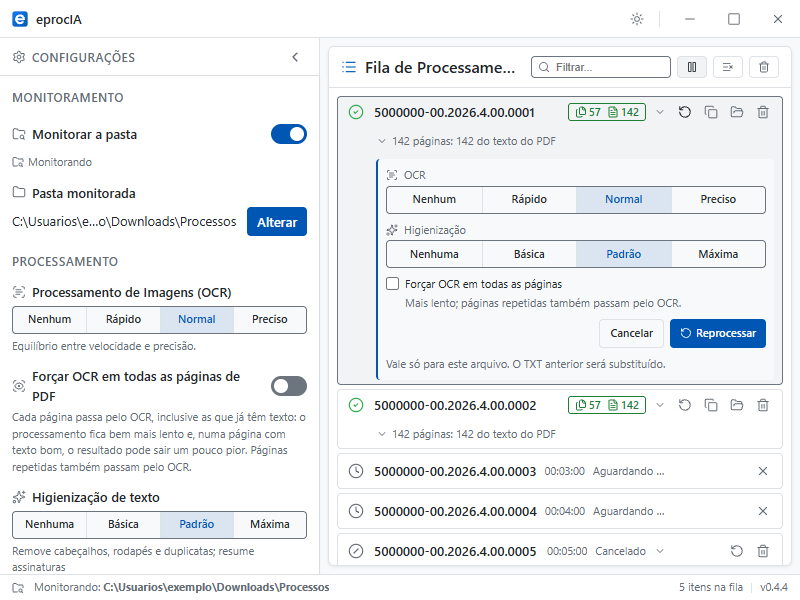 eprocIA
CONFIGURAÇÕES
MONITORAMENTO
Monitorar a pasta
Monitorando
Pasta monitorada
C:\Usuarios\e...o\Downloads\Processos
Alterar
PROCESSAMENTO
Processamento de Imagens (OCR)
Nenhum Rápido Normal Preciso
Equilíbrio entre velocidade e precisão.
Forçar OCR em todas as páginas de
PDF
Cada página passa pelo OCR, inclusive as que já têm texto: o
processamento fica bem mais lento e, numa página com
texto bom, o resultado pode sair um pouco pior. Páginas
repetidas também passam pelo OCR.
Higienização de texto
Nenhuma Básica Padrão Máxima
Remove cabeçalhos, rodapés e duplicatas; resume
assinaturas
Fila de Processame...
Filtrar...
5000000-00.2026.4.00.0001 57 142
142 páginas: 142 do texto do PDF
OCR
Nenhum Rápido Normal Preciso
Higienização
Nenhuma Básica Padrão Máxima
Forçar OCR em todas as páginas
Mais lento; páginas repetidas também passam pelo OCR.
Cancelar Reprocessar
Vale só para este arquivo. O TXT anterior será substituído.
5000000-00.2026.4.00.0002 57 142
142 páginas: 142 do texto do PDF
5000000-00.2026.4.00.0003 00:03:00 Aguardando ...
5000000-00.2026.4.00.0004 00:04:00 Aguardando ...
5000000-00.2026.4.00.0005 00:05:00 Cancelado
Monitorando: C:\Usuarios\exemplo\Downloads\Processos
5 itens na fila v0.4.4